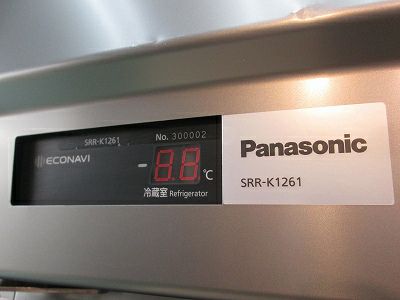 SRR-K1261 No. 300002
ECONAVI
-8.8 ℃
冷蔵室 Refrigerator
Panasonic
SRR-K1261